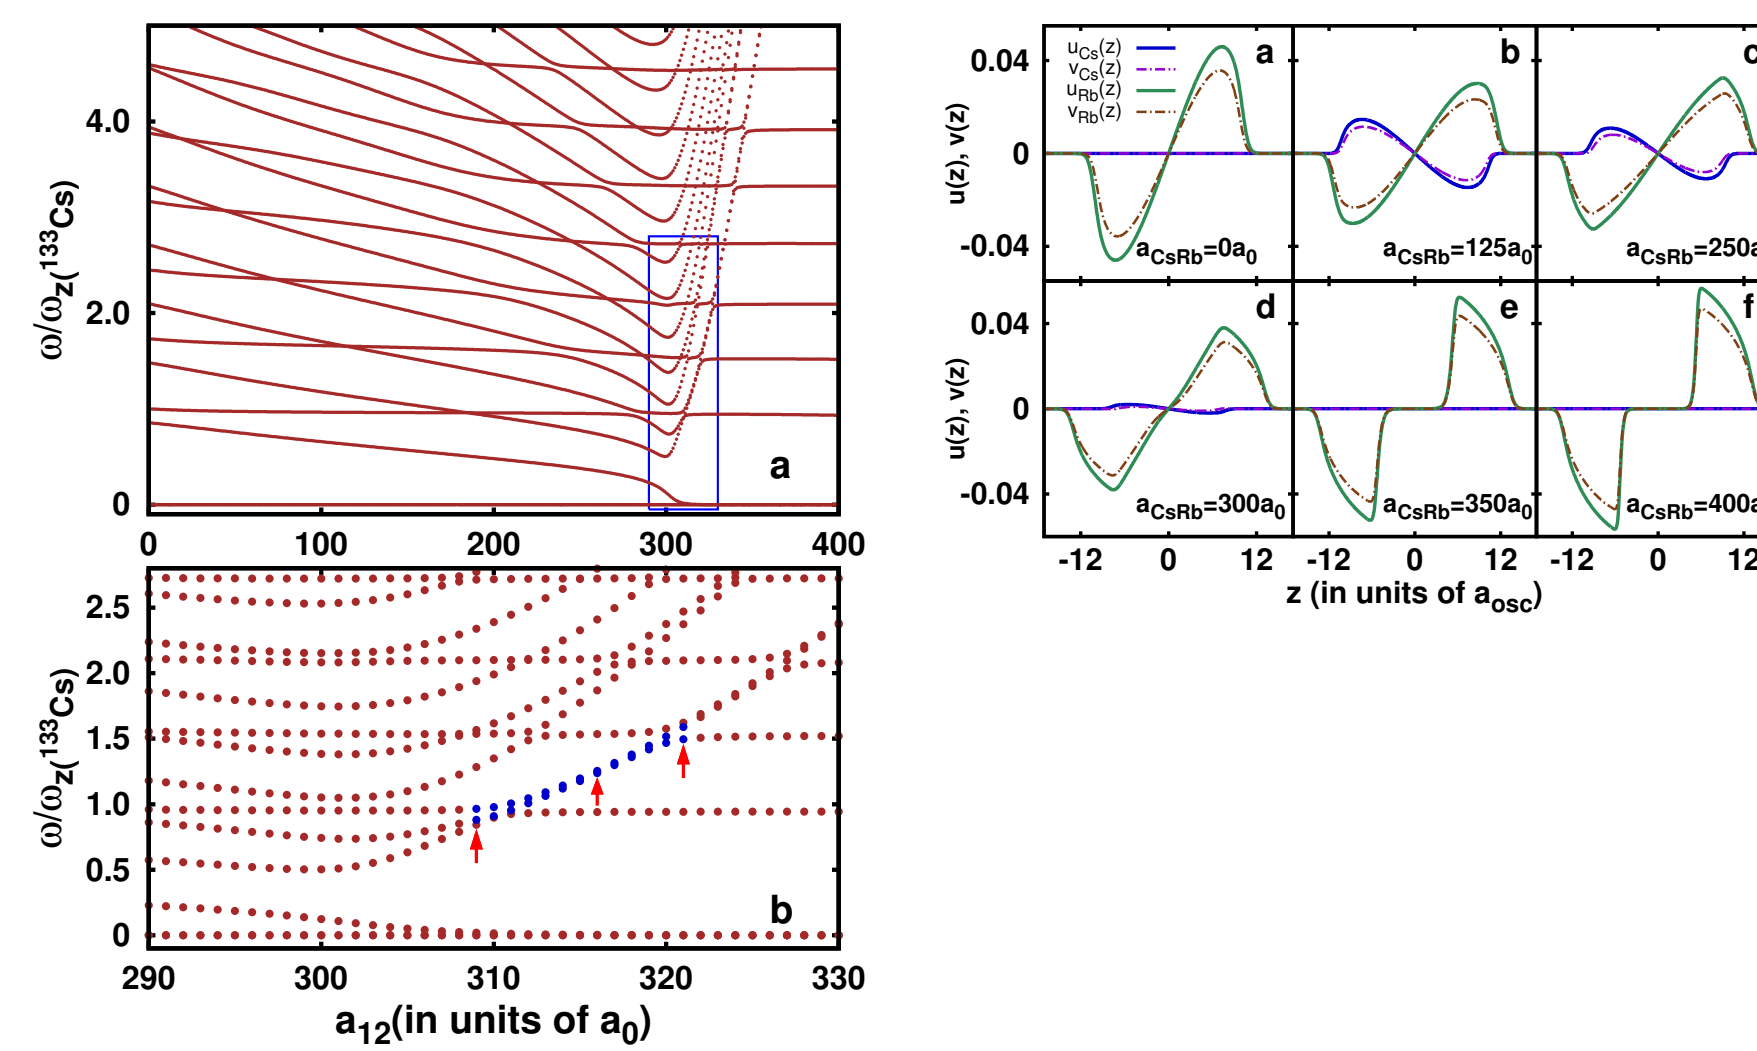 ω/ω_z(^133Cs)
4.0
2.0
0
a
0 100 200 300 400
ω/ω_z(^133Cs)
2.5
2.0
1.5
1.0
0.5
0
b
290 300 310 320 330
a_12(in units of a_0)
u(z), v(z)
0.04
0
-0.04
u_Cs(z)
v_Cs(z)
u_Rb(z)
v_Rb(z)
a b c
a_CsRb=0a_0 a_CsRb=125a_0 a_CsRb=250a
u(z), v(z)
0.04
0
-0.04
d e f
a_CsRb=300a_0 a_CsRb=350a_0 a_CsRb=400a
-12 0 12 -12 0 12 -12 0 12
z (in units of a_osc)